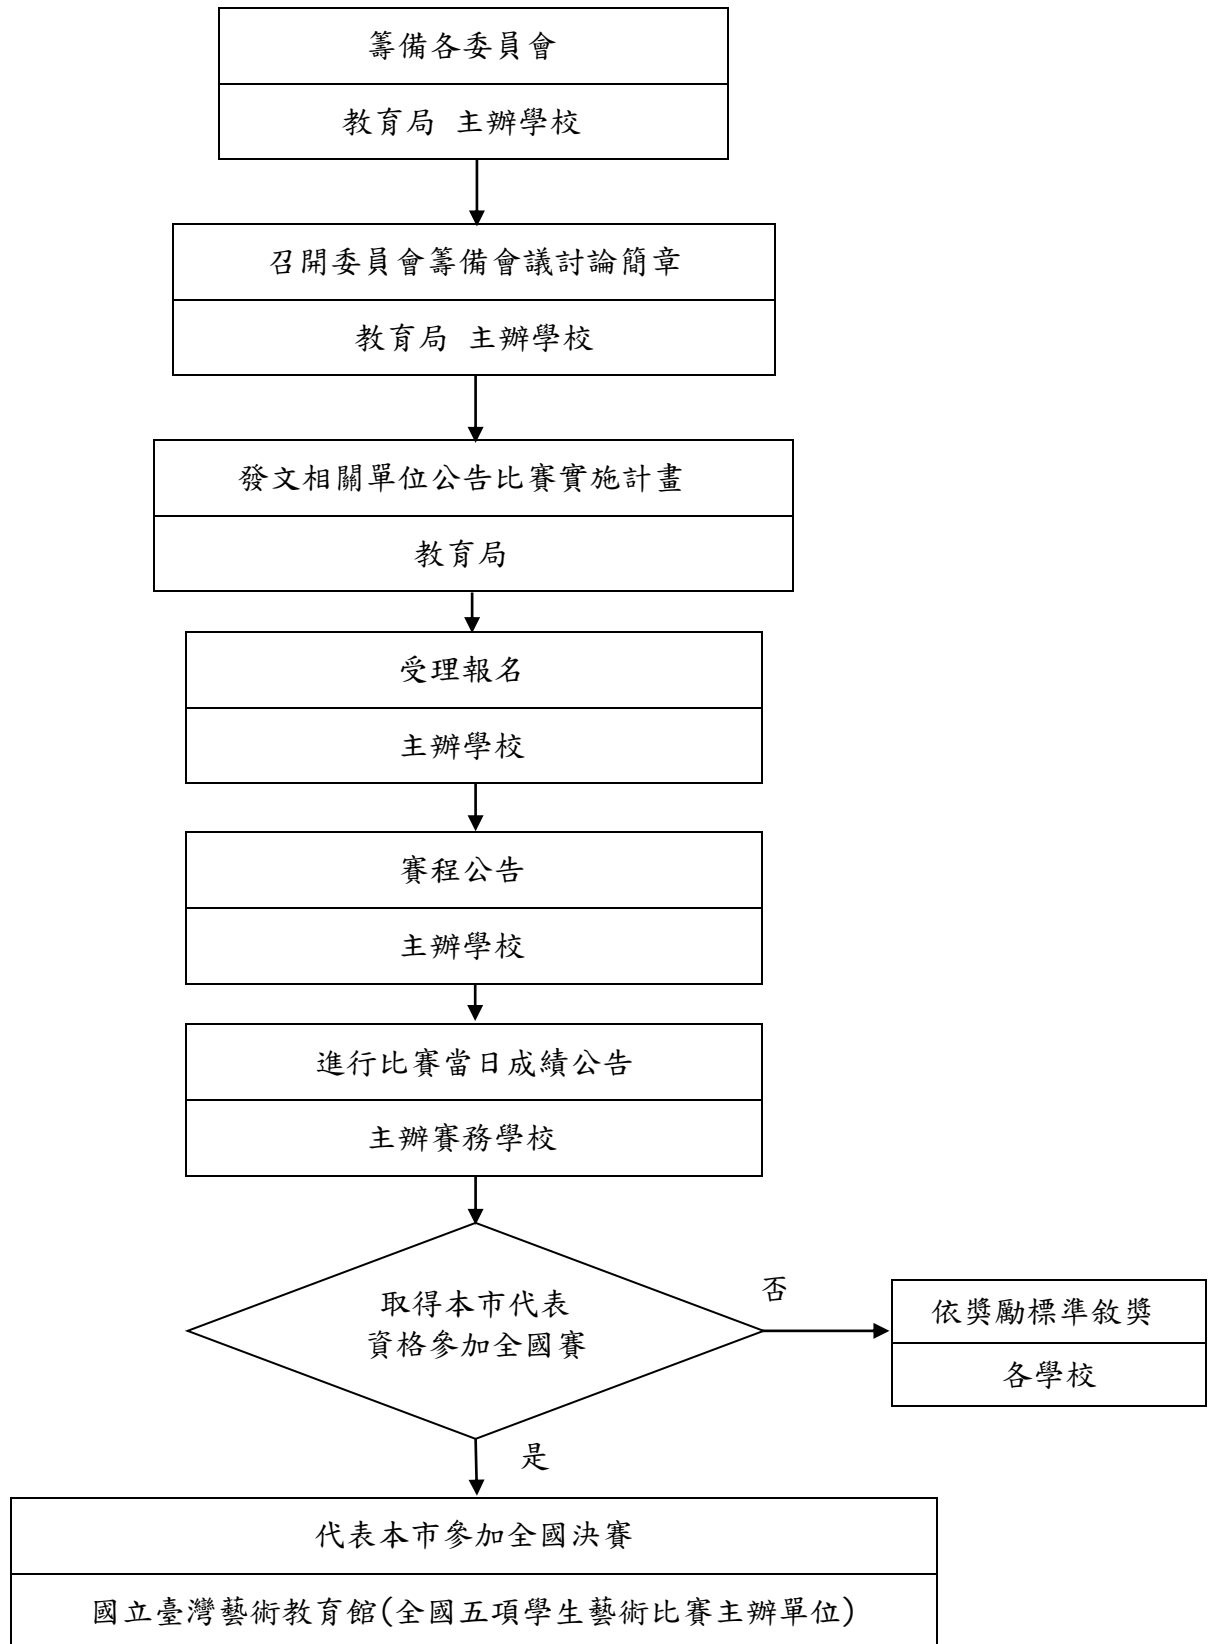 籌備各委員會
教育局 主辦學校
召開委員會籌備會議討論簡章
教育局 主辦學校
發文相關單位公告比賽實施計畫
教育局
受理報名
主辦學校
賽程公告
主辦學校
進行比賽當日成績公告
主辦賽務學校
取得本市代表
資格參加全國賽
否
依獎勵標準敘獎
各學校
是
代表本市參加全國決賽
國立臺灣藝術教育館(全國五項學生藝術比賽主辦單位)